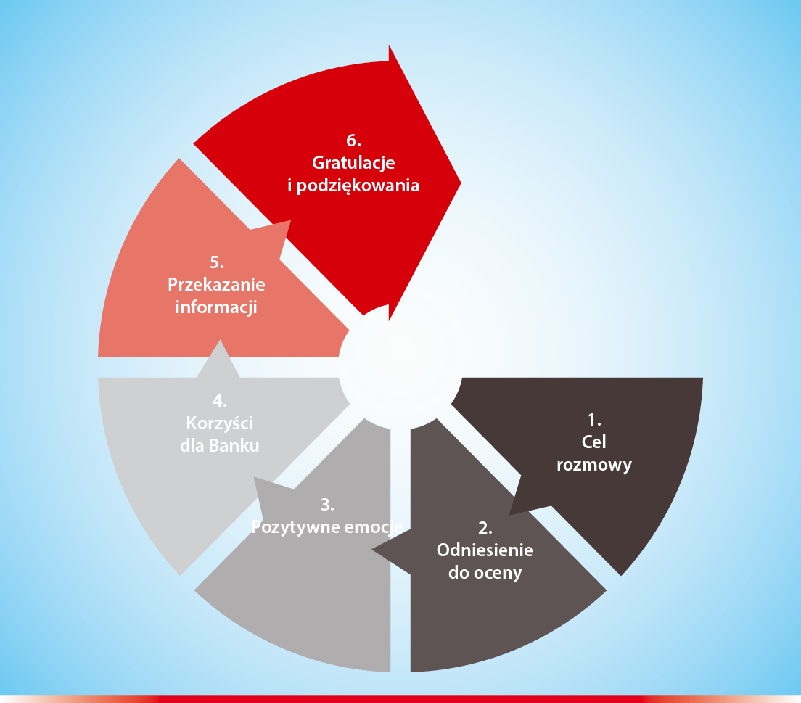 1.
Cel
rozmowy
2.
Odniesienie
do oceny
3.
Pozytywne emocje
4.
Korzyści
dla Banku
5.
Przekazanie
informacji
6.
Gratulacje
i podziękowania